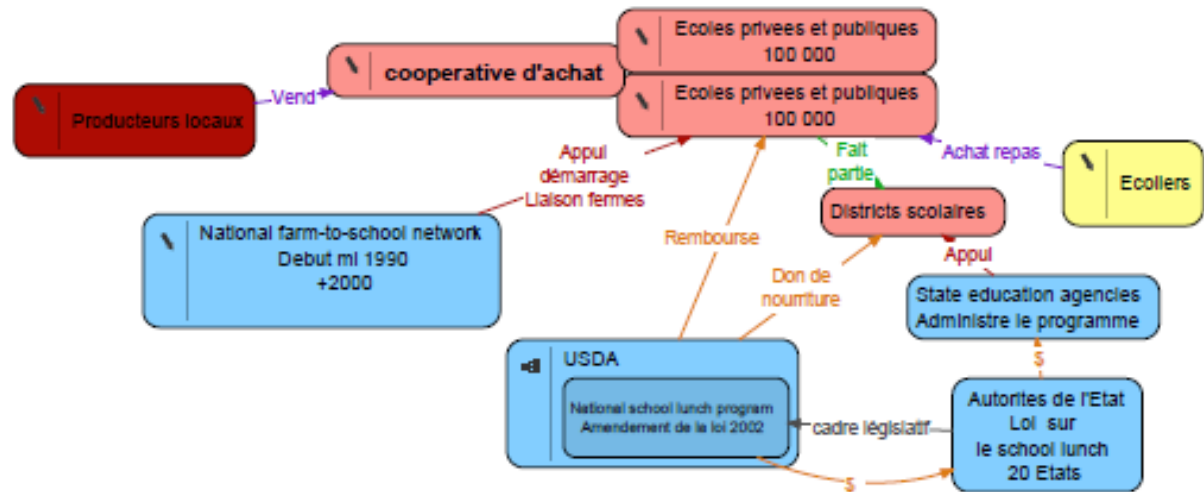 Ecoles privees et publiques
100 000
cooperative d'achat
Ecoles privees et publiques
100 000
Producteurs locaux
Vend
Appui
démarrage
Liaison fermes
Fait
partie
Achat repas
Ecoliers
Districts scolaires
National farm-to-school network
Debut mi 1990
+2000
Rembourse
Don de
nourriture
Appui
State education agencies
Administre le programme
USDA
National school lunch program
Amendement de la loi 2002
$
cadre législatif
Autorites de l'Etat
Loi sur
le school lunch
20 Etats
$